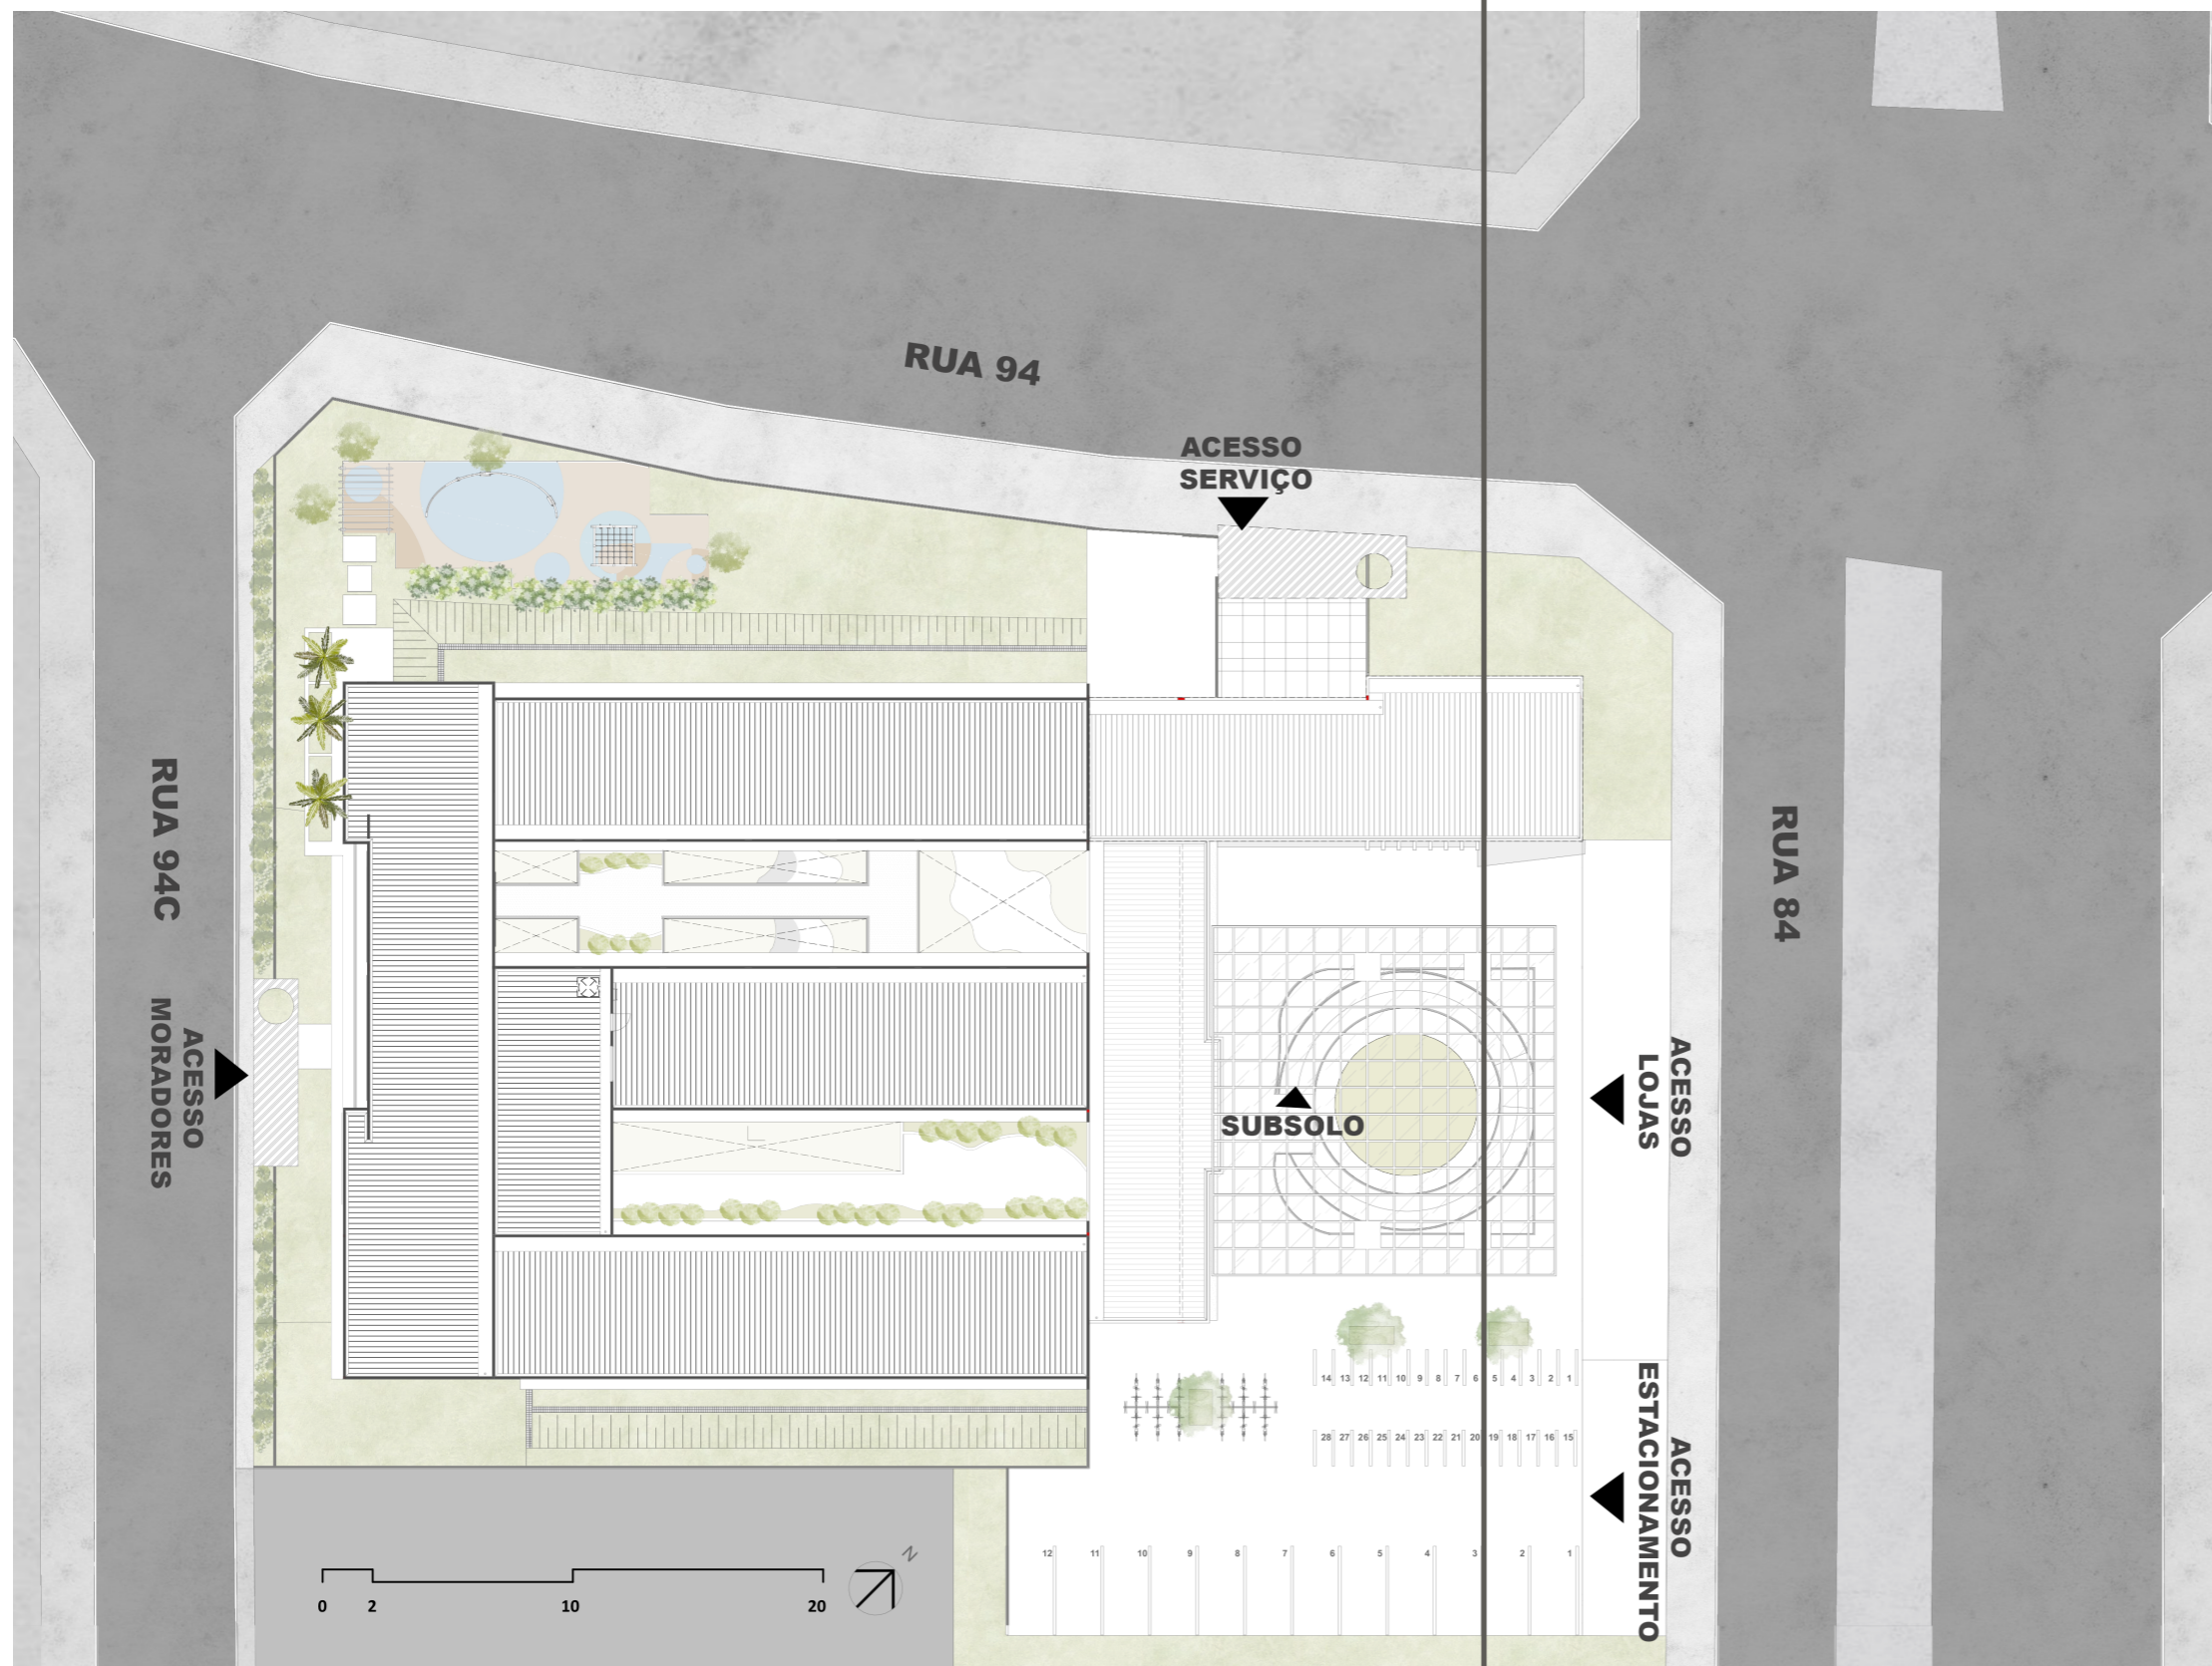 RUA 94
ACESSO
SERVIÇO
RUA 94C
ACESSO
MORADORES
RUA 84
ACESSO
LOJAS
SUBSOLO
ACESSO
ESTACIONAMENTO
14 13 12 11 10 9 8 7 6 5 4 3 2 1
28 27 26 25 24 23 22 21 20 19 18 17 16 15
12 11 10 9 8 7 6 5 4 3 2 1
0 2 10 20
N